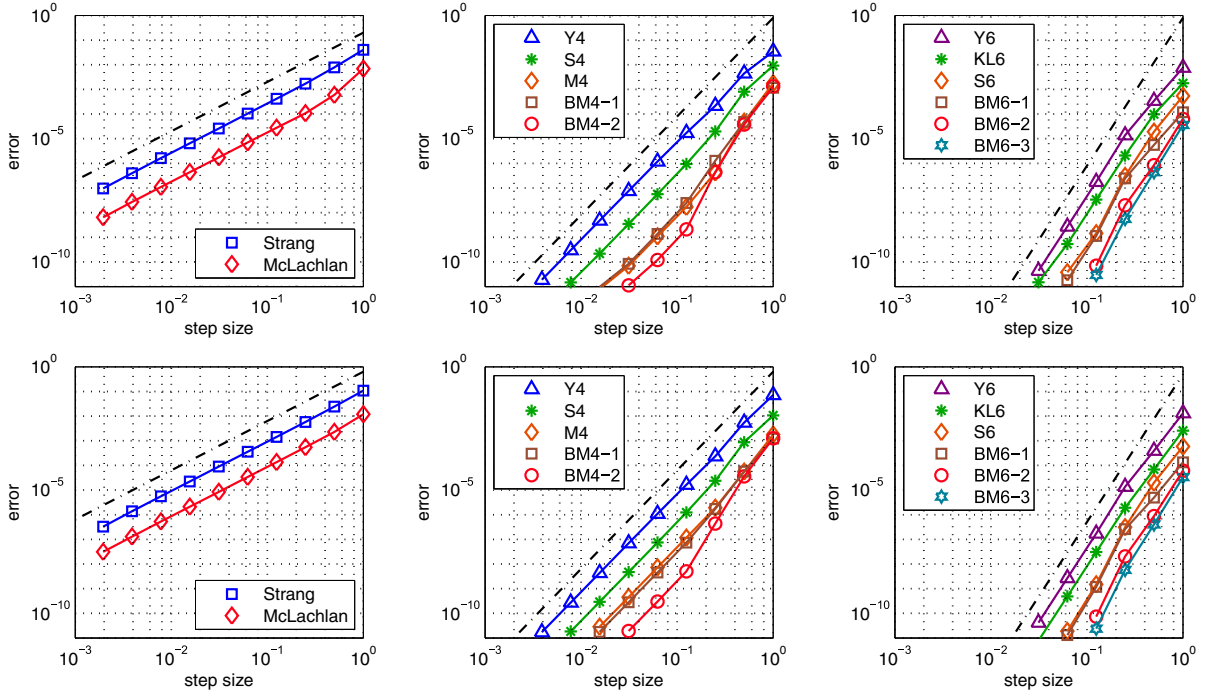 10^0
10^−5
10^−10
error
10^−3
10^−2
10^−1
10^0
step size
Strang
McLachlan
10^0
10^−5
10^−10
error
10^−3
10^−2
10^−1
10^0
step size
Y4
S4
M4
BM4−1
BM4−2
10^0
10^−5
10^−10
error
10^−3
10^−2
10^−1
10^0
step size
Y6
KL6
S6
BM6−1
BM6−2
BM6−3
10^0
10^−5
10^−10
error
10^−3
10^−2
10^−1
10^0
step size
Strang
McLachlan
10^0
10^−5
10^−10
error
10^−3
10^−2
10^−1
10^0
step size
Y4
S4
M4
BM4−1
BM4−2
10^0
10^−5
10^−10
error
10^−3
10^−2
10^−1
10^0
step size
Y6
KL6
S6
BM6−1
BM6−2
BM6−3